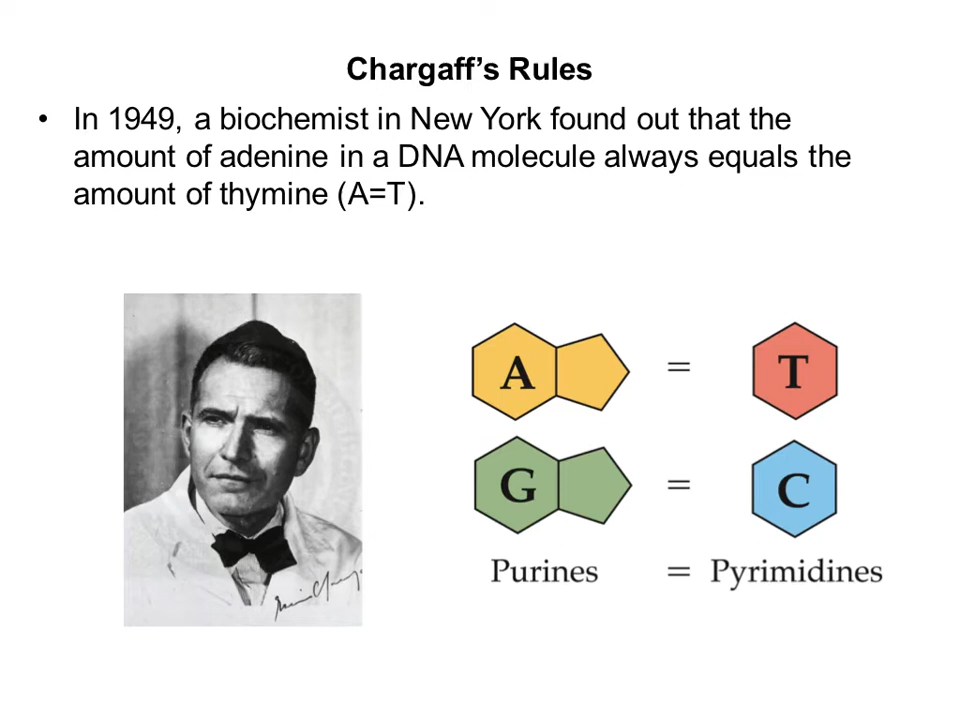 Chargaff’s Rules
• In 1949, a biochemist in New York found out that the
amount of adenine in a DNA molecule always equals the
amount of thymine (A=T).
A = T
G = C
Purines = Pyrimidines